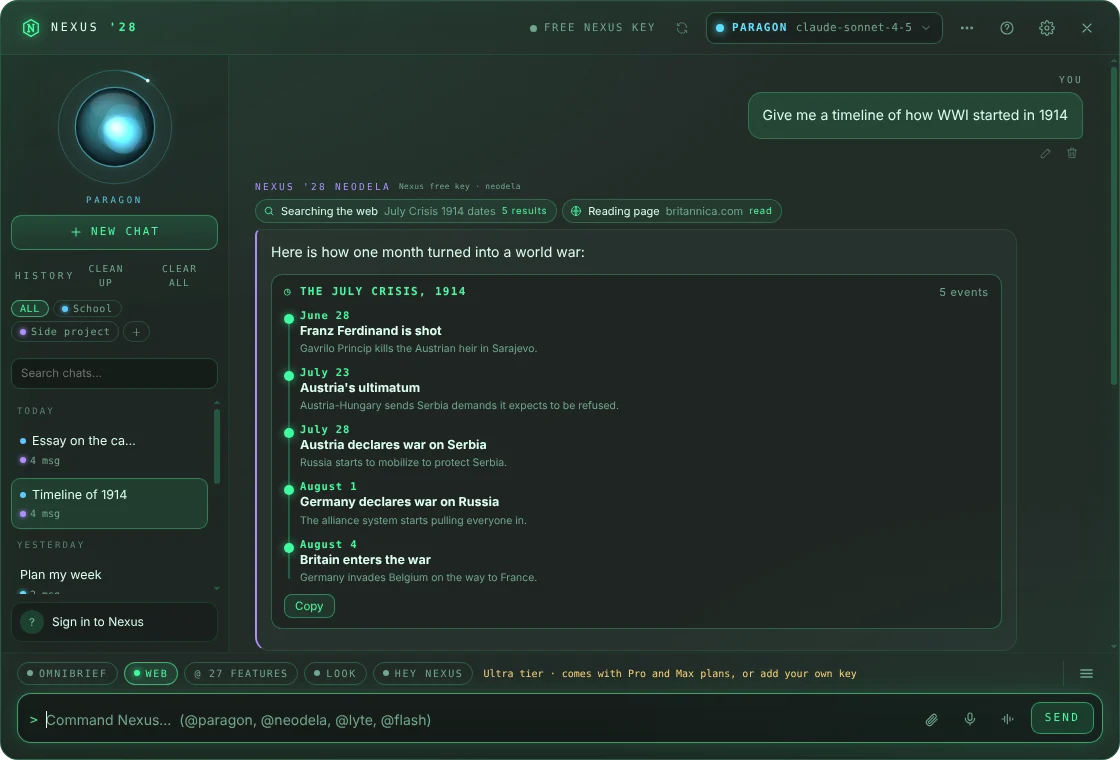 NEXUS '28
FREE NEXUS KEY
PARAGON claude-sonnet-4-5
PARAGON
+ NEW CHAT
HISTORY
CLEAN UP
CLEAR ALL
ALL
School
Side project
+
Search chats...
TODAY
Essay on the ca...
4 msg
Timeline of 1914
4 msg
YESTERDAY
Plan my week
? Sign in to Nexus
YOU
Give me a timeline of how WWI started in 1914
NEXUS '28 NEODELA Nexus free key · neodela
Searching the web July Crisis 1914 dates 5 results
Reading page britannica.com read
Here is how one month turned into a world war:
THE JULY CRISIS, 1914
5 events
June 28
Franz Ferdinand is shot
Gavrilo Princip kills the Austrian heir in Sarajevo.
July 23
Austria's ultimatum
Austria-Hungary sends Serbia demands it expects to be refused.
July 28
Austria declares war on Serbia
Russia starts to mobilize to protect Serbia.
August 1
Germany declares war on Russia
The alliance system starts pulling everyone in.
August 4
Britain enters the war
Germany invades Belgium on the way to France.
Copy
OMNIBRIEF
WEB
@ 27 FEATURES
LOOK
HEY NEXUS
Ultra tier · comes with Pro and Max plans, or add your own key
> Command Nexus... (@paragon, @neodela, @lyte, @flash)
SEND